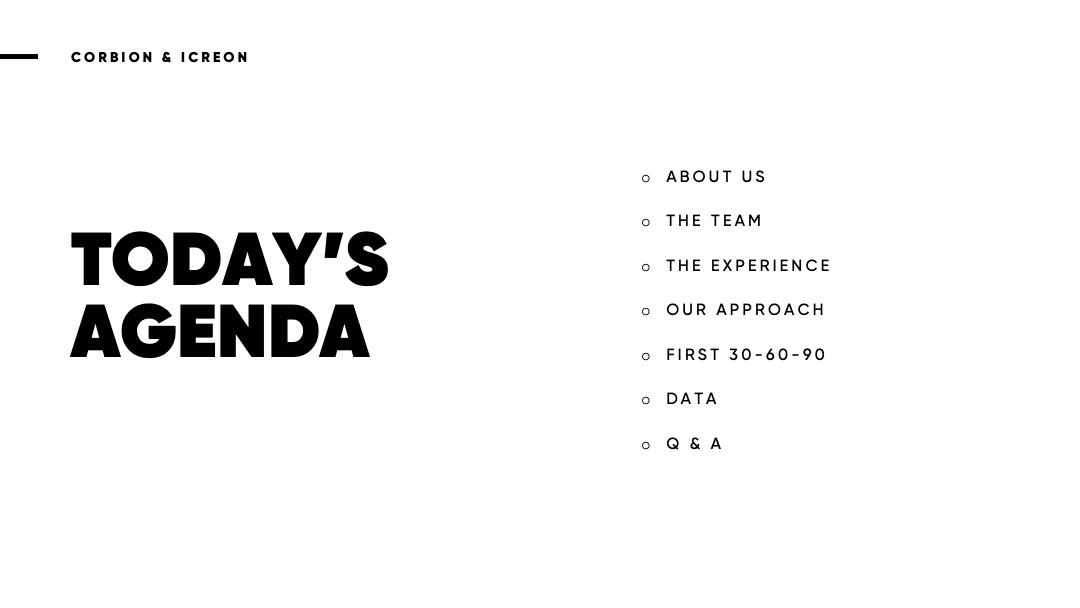 CORBION & ICREON
TODAY'S
AGENDA
ABOUT US
THE TEAM
THE EXPERIENCE
OUR APPROACH
FIRST 30-60-90
DATA
Q & A